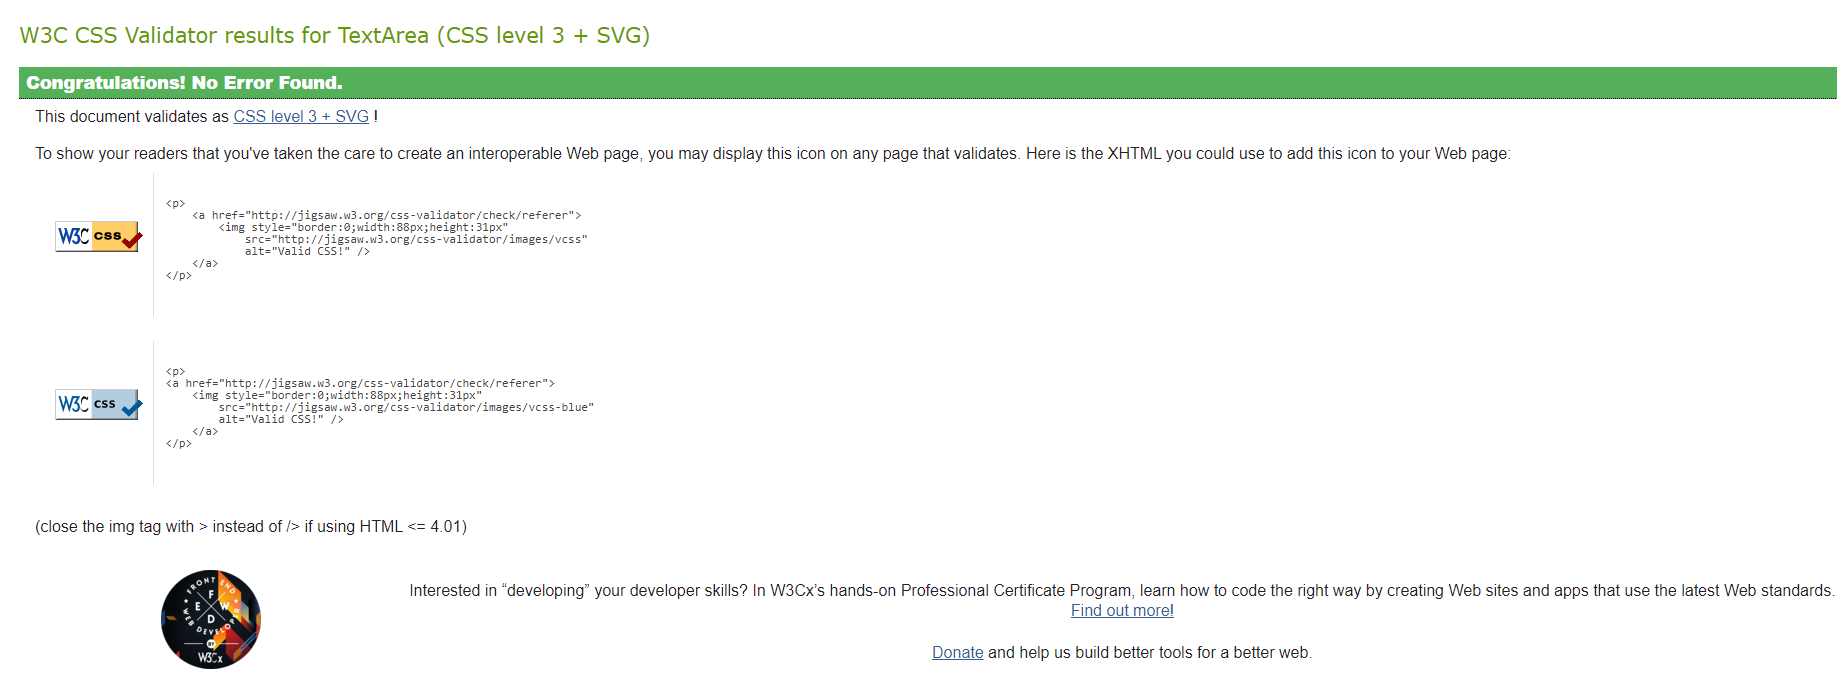 W3C CSS Validator results for TextArea (CSS level 3 + SVG)
Congratulations! No Error Found.
This document validates as CSS level 3 + SVG !
To show your readers that you've taken the care to create an interoperable Web page, you may display this icon on any page that validates. Here is the XHTML you could use to add this icon to your Web page:
W3C css
<p>
<a href="http://jigsaw.w3.org/css-validator/check/referer">
<img style="border:0;width:88px;height:31px"
src="http://jigsaw.w3.org/css-validator/images/vcss"
alt="Valid CSS!" />
</a>
</p>
W3C css
<p>
<a href="http://jigsaw.w3.org/css-validator/check/referer">
<img style="border:0;width:88px;height:31px"
src="http://jigsaw.w3.org/css-validator/images/vcss-blue"
alt="Valid CSS!" />
</a>
</p>
(close the img tag with > instead of /> if using HTML <= 4.01)
FRONT END
WEB DEVELOPER
F E W D
BY
W3Cx
Interested in “developing” your developer skills? In W3Cx’s hands-on Professional Certificate Program, learn how to code the right way by creating Web sites and apps that use the latest Web standards.
Find out more!
Donate and help us build better tools for a better web.